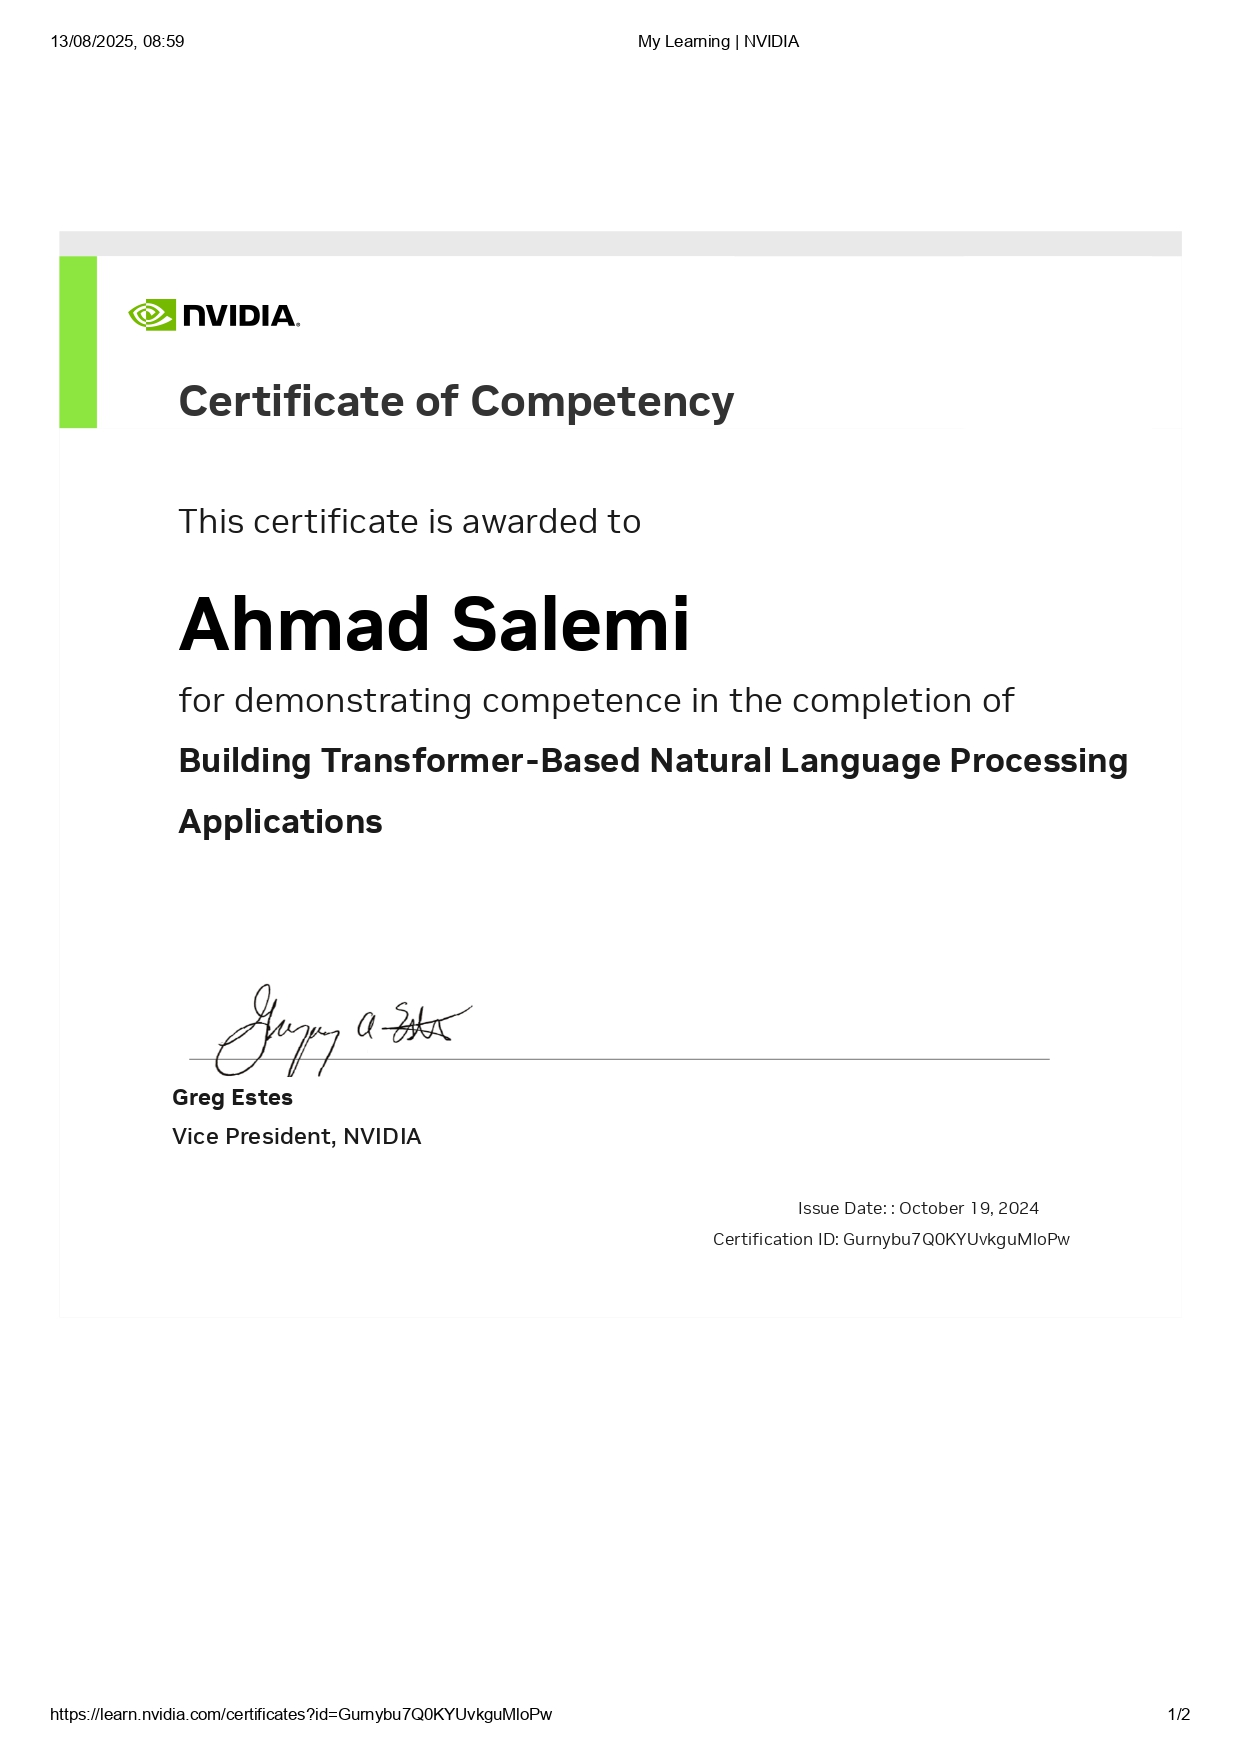 13/08/2025, 08:59
My Learning | NVIDIA
NVIDIA.
Certificate of Competency
This certificate is awarded to
Ahmad Salemi
for demonstrating competence in the completion of
Building Transformer-Based Natural Language Processing
Applications
Greg Estes
Vice President, NVIDIA
Issue Date: : October 19, 2024
Certification ID: Gurnybu7Q0KYUvkguMloPw
https://learn.nvidia.com/certificates?id=Gurnybu7Q0KYUvkguMloPw
1/2